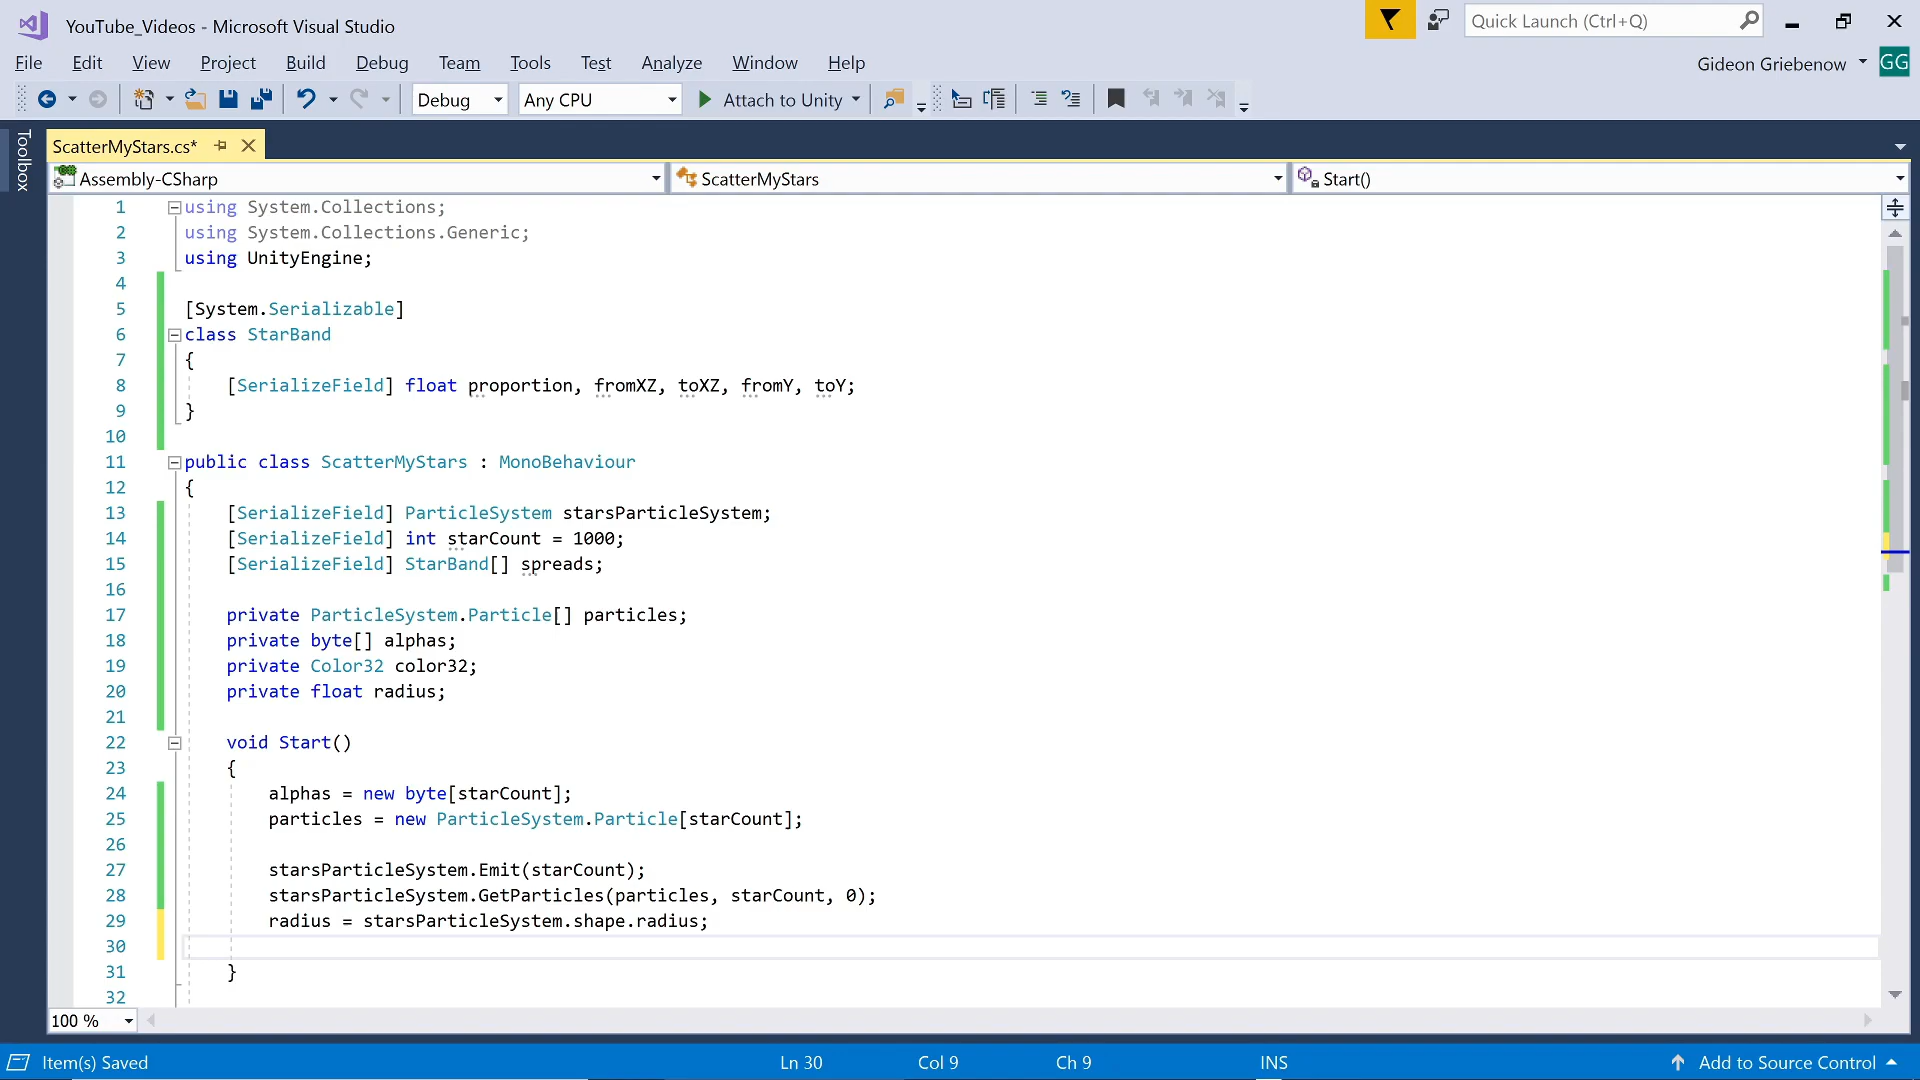 YouTube_Videos - Microsoft Visual Studio
Quick Launch (Ctrl+Q)
File Edit View Project Build Debug Team Tools Test Analyze Window Help
Gideon Griebenow GG
Debug Any CPU Attach to Unity
Toolbox
ScatterMyStars.cs*
Assembly-CSharp ScatterMyStars Start()
1 using System.Collections;
2 using System.Collections.Generic;
3 using UnityEngine;
4
5 [System.Serializable]
6 class StarBand
7 {
8 [SerializeField] float proportion, fromXZ, toXZ, fromY, toY;
9 }
10
11 public class ScatterMyStars : MonoBehaviour
12 {
13 [SerializeField] ParticleSystem starsParticleSystem;
14 [SerializeField] int starCount = 1000;
15 [SerializeField] StarBand[] spreads;
16
17 private ParticleSystem.Particle[] particles;
18 private byte[] alphas;
19 private Color32 color32;
20 private float radius;
21
22 void Start()
23 {
24 alphas = new byte[starCount];
25 particles = new ParticleSystem.Particle[starCount];
26
27 starsParticleSystem.Emit(starCount);
28 starsParticleSystem.GetParticles(particles, starCount, 0);
29 radius = starsParticleSystem.shape.radius;
30
31 }
32
100 %
Item(s) Saved Ln 30 Col 9 Ch 9 INS Add to Source Control